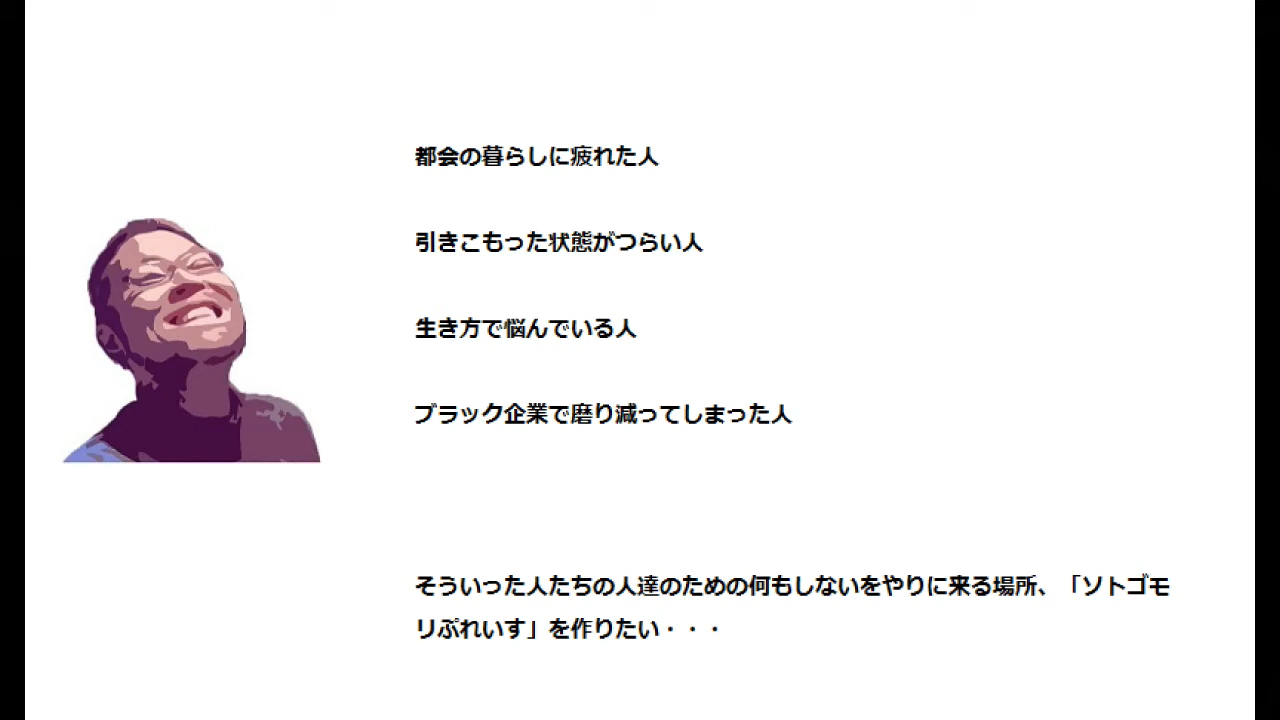 都会の暮らしに疲れた人
引きこもった状態がつらい人
生き方で悩んでいる人
ブラック企業で磨り減ってしまった人
そういった人たちの人達のための何もしないをやりに来る場所、「ソトゴモ
リぷれいす」を作りたい・・・